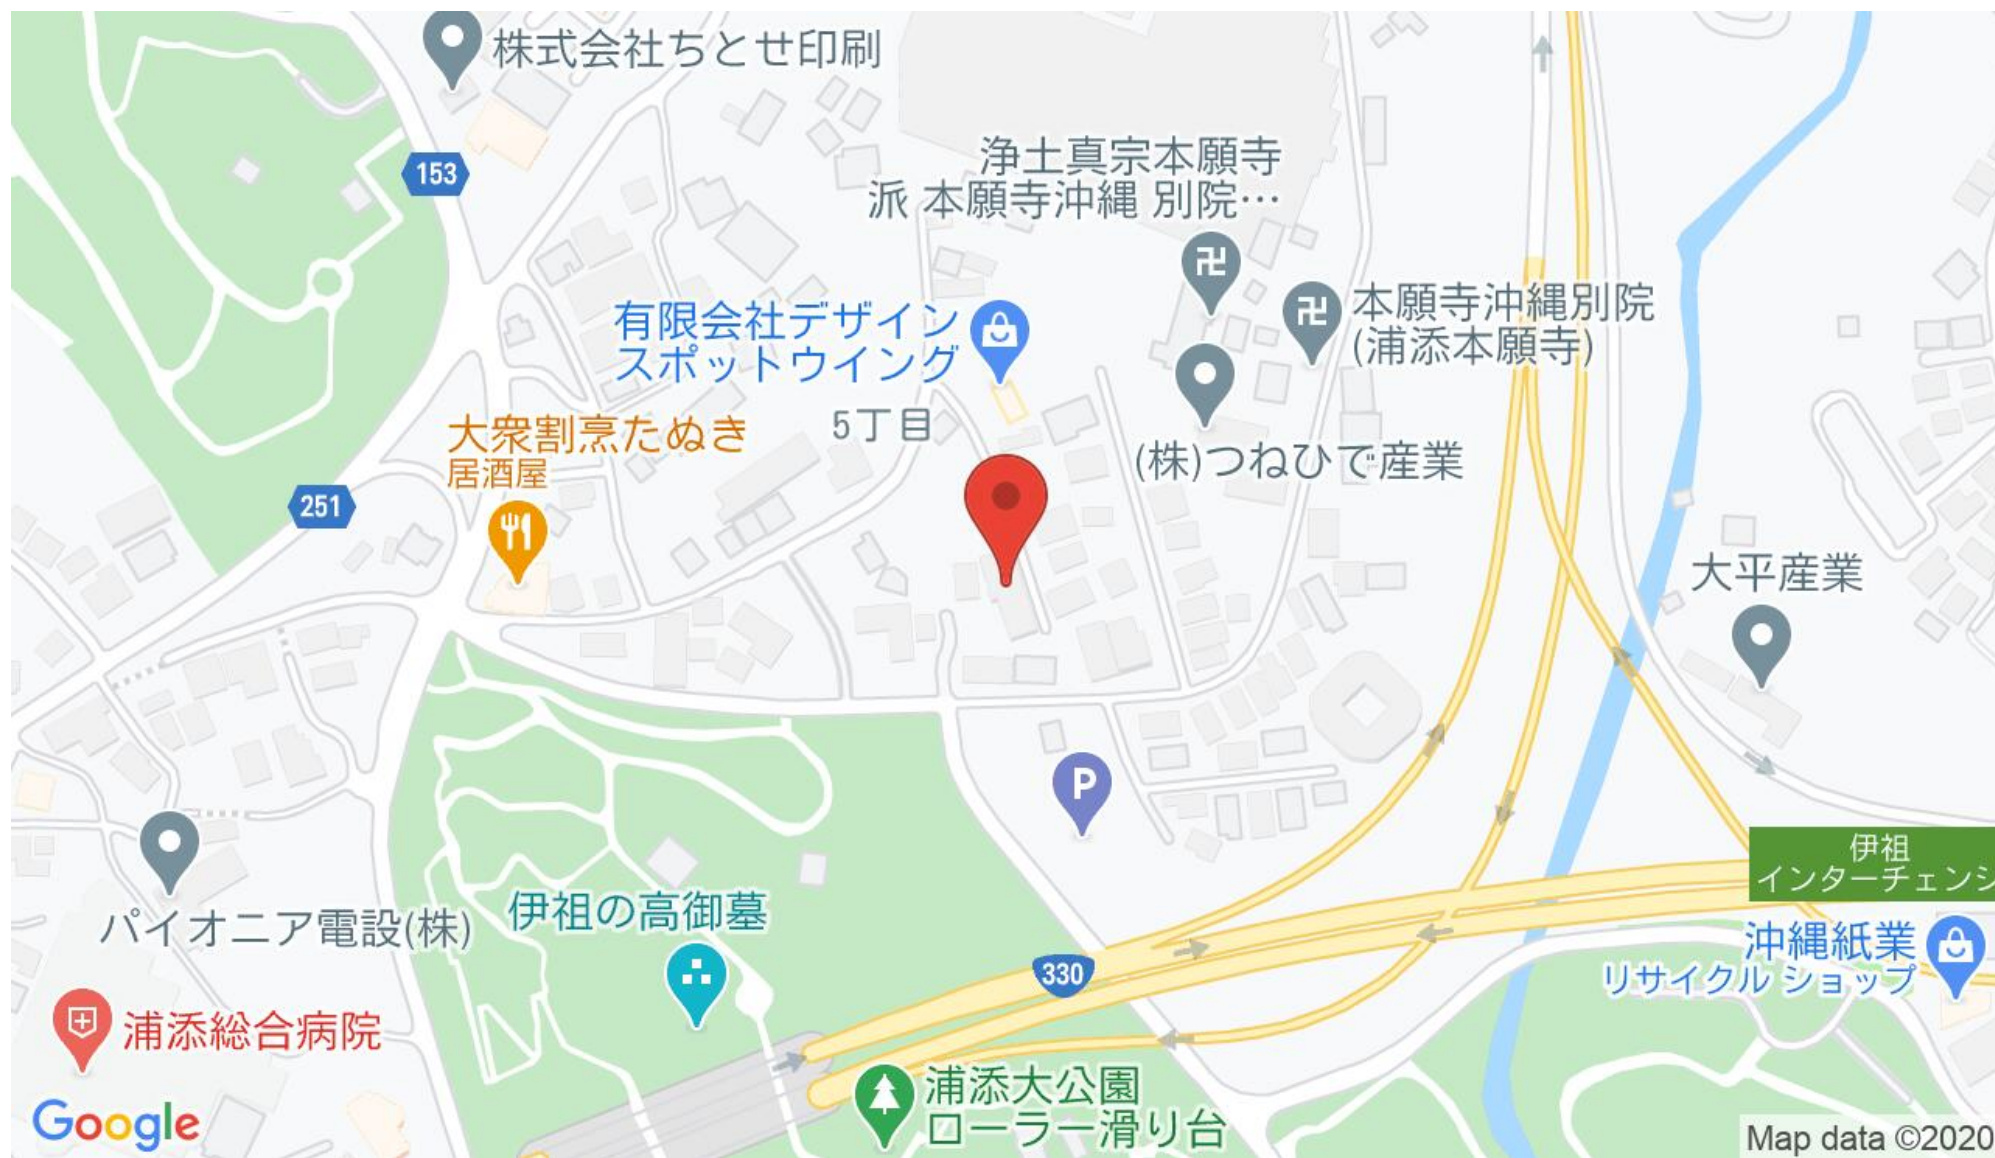 株式会社ちとせ印刷
153
浄土真宗本願寺
派 本願寺沖縄 別院…
本願寺沖縄別院
(浦添本願寺)
有限会社デザイン
スポットウイング
5丁目
大衆割烹たぬき
居酒屋
(株)つねひで産業
251
大平産業
P
伊祖
インターチェンジ
パイオニア電設(株)
伊祖の高御墓
330
沖縄紙業
リサイクル ショップ
浦添総合病院
浦添大公園
ローラー滑り台
Google
Map data ©2020